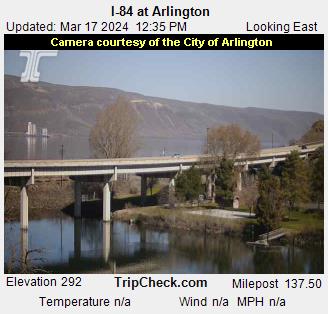 I-84 at Arlington
Updated: Mar 17 2024 12:35 PM Looking East
Camera courtesy of the City of Arlington
Elevation 292 TripCheck.com Milepost 137.50
Temperature n/a Wind n/a MPH n/a